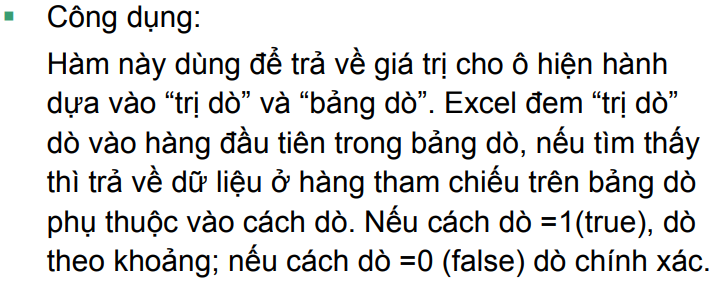 ▪ Công dụng:
Hàm này dùng để trả về giá trị cho ô hiện hành
dựa vào “trị dò” và “bảng dò”. Excel đem “trị dò”
dò vào hàng đầu tiên trong bảng dò, nếu tìm thấy
thì trả về dữ liệu ở hàng tham chiếu trên bảng dò
phụ thuộc vào cách dò. Nếu cách dò =1(true), dò
theo khoảng; nếu cách dò =0 (false) dò chính xác.